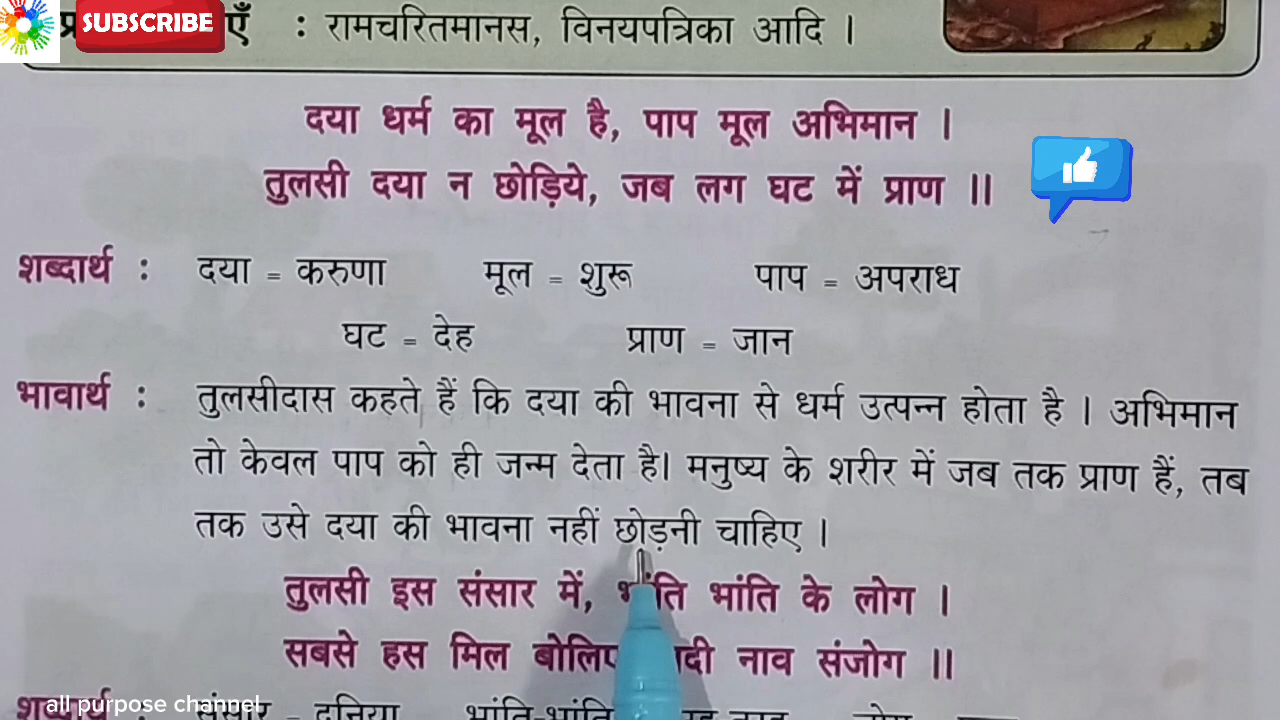 SUBSCRIBE
: रामचरितमानस, विनयपत्रिका आदि ।
दया धर्म का मूल है, पाप मूल अभिमान ।
तुलसी दया न छोड़िये, जब लग घट में प्राण ।।
शब्दार्थ : दया = करुणा मूल = शुरू पाप = अपराध
घट = देह प्राण = जान
भावार्थ : तुलसीदास कहते हैं कि दया की भावना से धर्म उत्पन्न होता है । अभिमान
तो केवल पाप को ही जन्म देता है। मनुष्य के शरीर में जब तक प्राण हैं, तब
तक उसे दया की भावना नहीं छोड़नी चाहिए ।
तुलसी इस संसार में, भांति भांति के लोग ।
सबसे हस मिल नाव संजोग ।।
शब्दार्थ : संसार = दुनिया भांति-भांति
all purpose channel